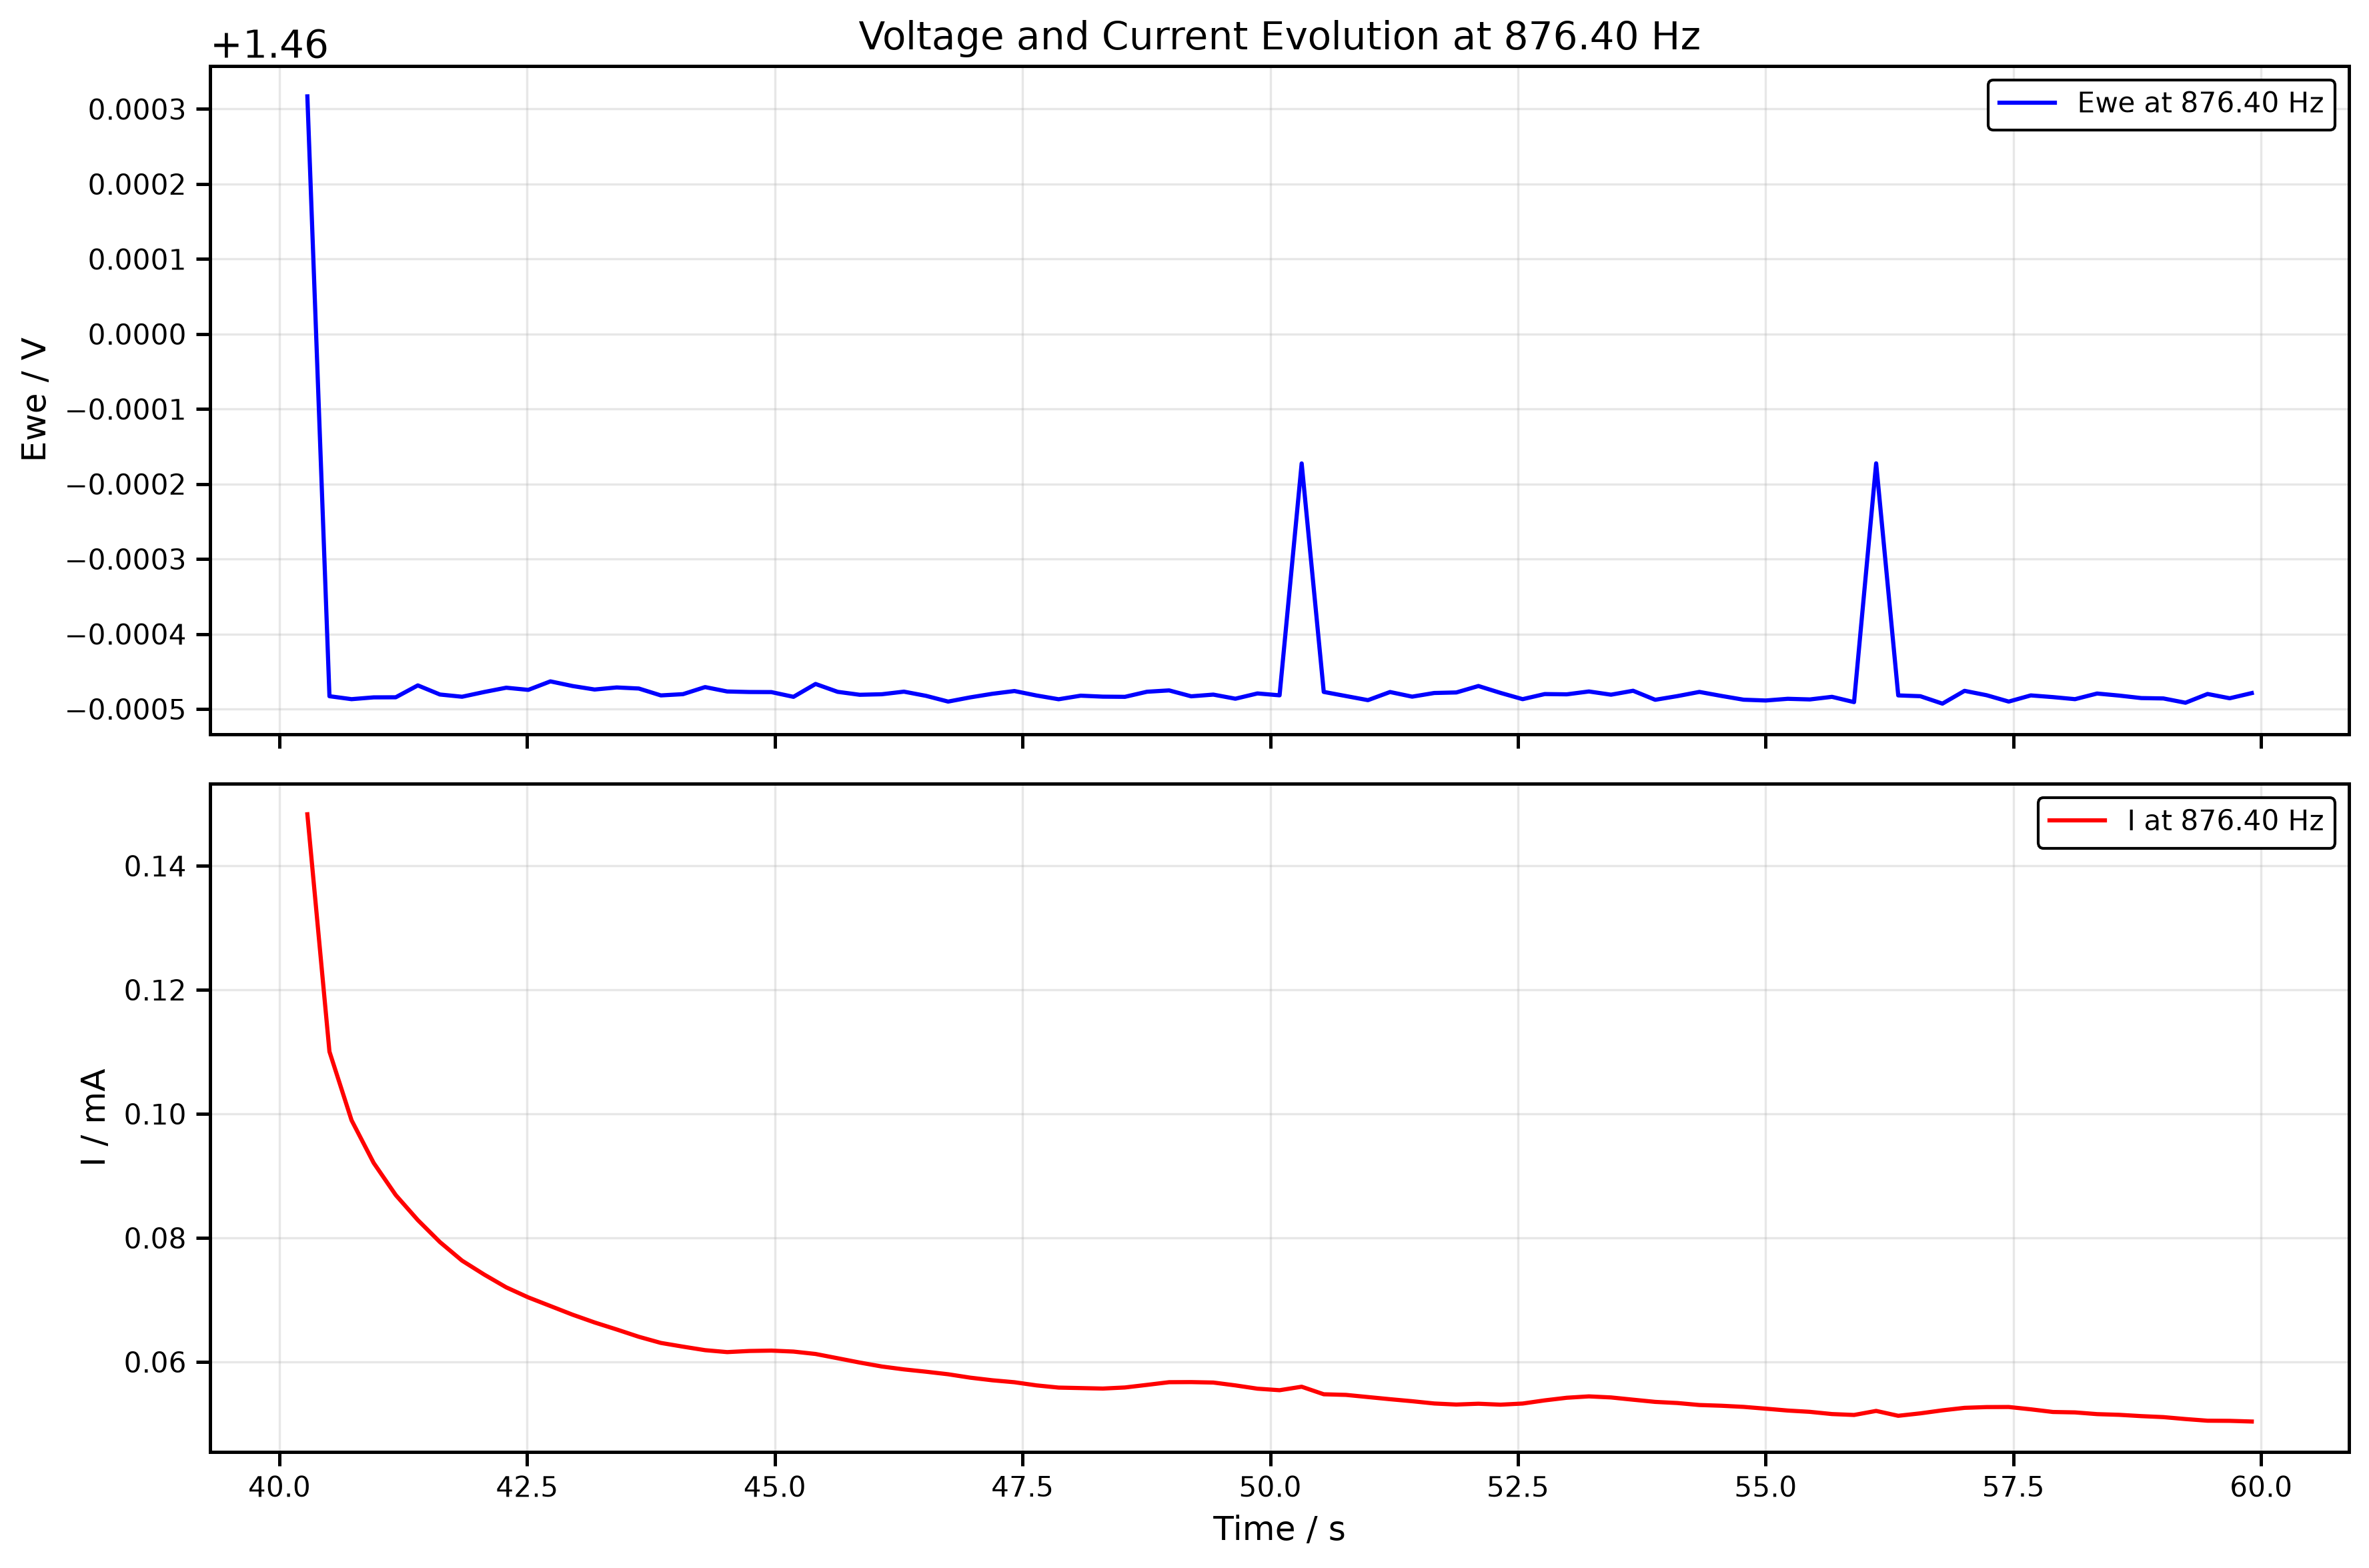 Voltage and Current Evolution at 876.40 Hz
+1.46
Ewe at 876.40 Hz
0.0003
0.0002
0.0001
0.0000
−0.0001
−0.0002
−0.0003
−0.0004
−0.0005
Ewe / V
I at 876.40 Hz
0.14
0.12
0.10
0.08
0.06
I / mA
40.0 42.5 45.0 47.5 50.0 52.5 55.0 57.5 60.0
Time / s